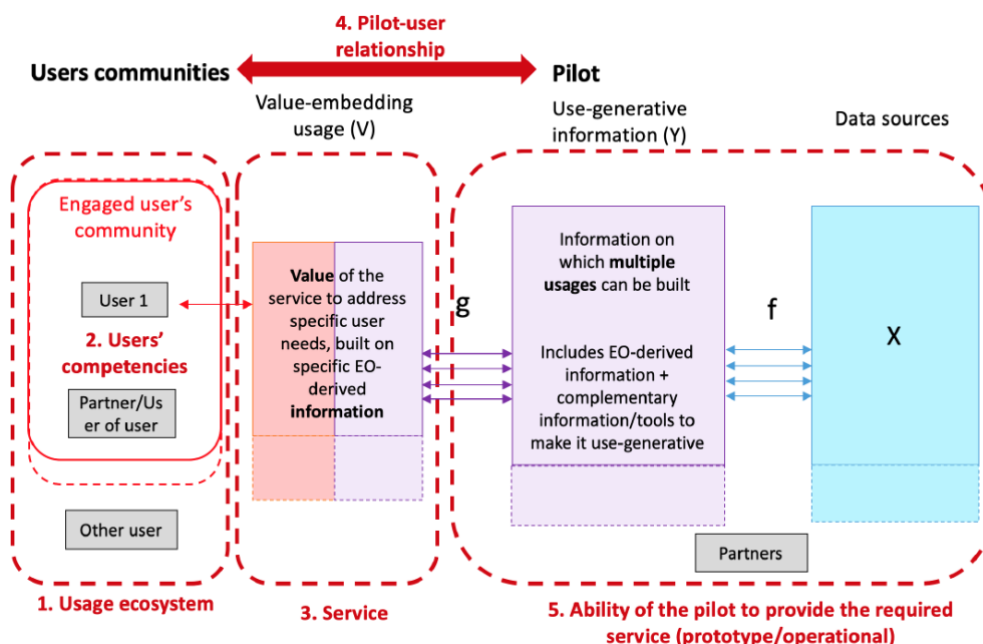 4. Pilot-user
relationship
Users communities
Pilot
Value-embedding
usage (V)
Use-generative
information (Y)
Data sources
Engaged user's
community
User 1
2. Users'
competencies
Partner/Us
er of user
Other user
1. Usage ecosystem
Value of the
service to address
specific user
needs, built on
specific EO-
derived
information
3. Service
g
Information on
which multiple
usages can be built
Includes EO-derived
information +
complementary
information/tools to
make it use-generative
f
X
Partners
5. Ability of the pilot to provide the required
service (prototype/operational)